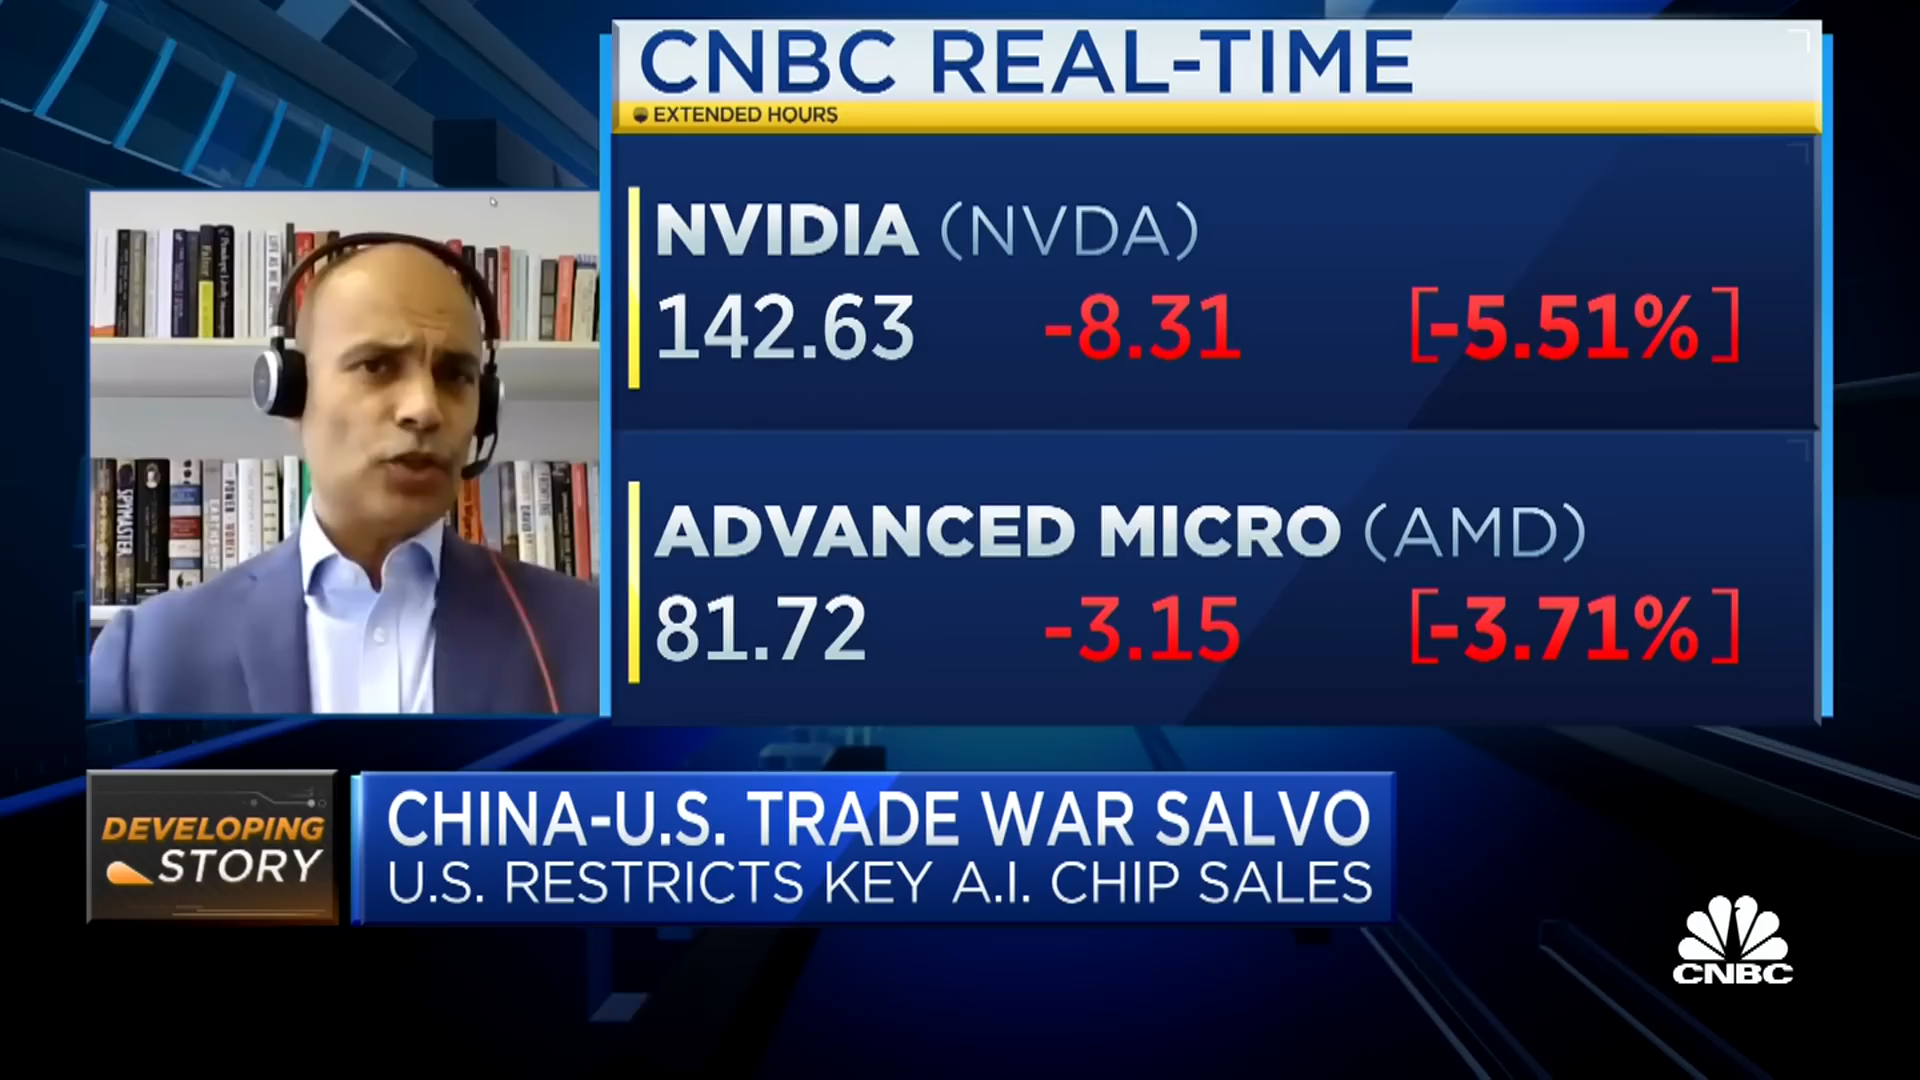 CNBC REAL-TIME
EXTENDED HOURS
NVIDIA (NVDA)
142.63 -8.31 [-5.51%]
ADVANCED MICRO (AMD)
81.72 -3.15 [-3.71%]
SPYMASTER
DEVELOPING
STORY
CHINA-U.S. TRADE WAR SALVO
U.S. RESTRICTS KEY A.I. CHIP SALES
CNBC